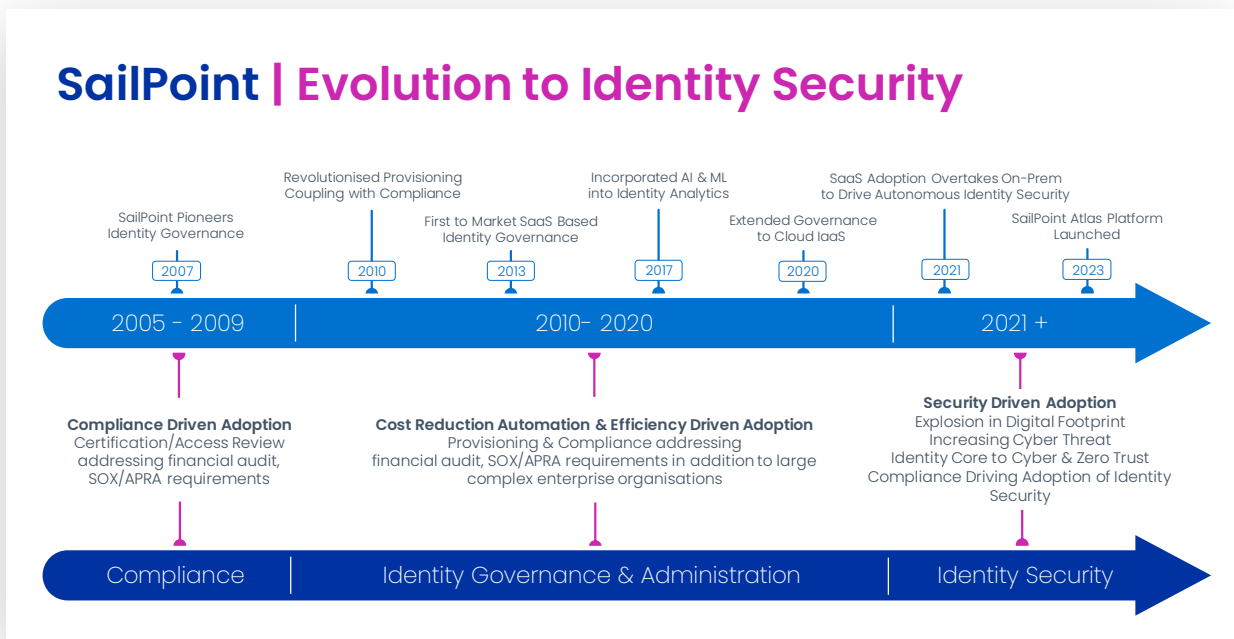 SailPoint | Evolution to Identity Security
Revolutionised Provisioning
Coupling with Compliance
Incorporated AI & ML
into Identity Analytics
SaaS Adoption Overtakes On-Prem
to Drive Autonomous Identity Security
SailPoint Pioneers
Identity Governance
First to Market SaaS Based
Identity Governance
Extended Governance
to Cloud IaaS
SailPoint Atlas Platform
Launched
2007
2010
2013
2017
2020
2021
2023
2005 - 2009
2010- 2020
2021 +
Compliance Driven Adoption
Certification/Access Review
addressing financial audit,
SOX/APRA requirements
Cost Reduction Automation & Efficiency Driven Adoption
Provisioning & Compliance addressing
financial audit, SOX/APRA requirements in addition to large
complex enterprise organisations
Security Driven Adoption
Explosion in Digital Footprint
Increasing Cyber Threat
Identity Core to Cyber & Zero Trust
Compliance Driving Adoption of Identity
Security
Compliance
Identity Governance & Administration
Identity Security